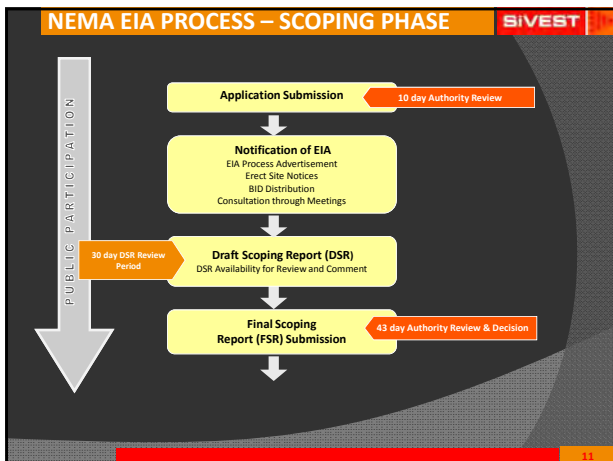 NEMA EIA PROCESS – SCOPING PHASE
SiVEST
PUBLIC PARTICIPATION
Application Submission
10 day Authority Review
Notification of EIA
EIA Process Advertisement
Erect Site Notices
BID Distribution
Consultation through Meetings
30 day DSR Review
Period
Draft Scoping Report (DSR)
DSR Availability for Review and Comment
Final Scoping
Report (FSR) Submission
43 day Authority Review & Decision
11